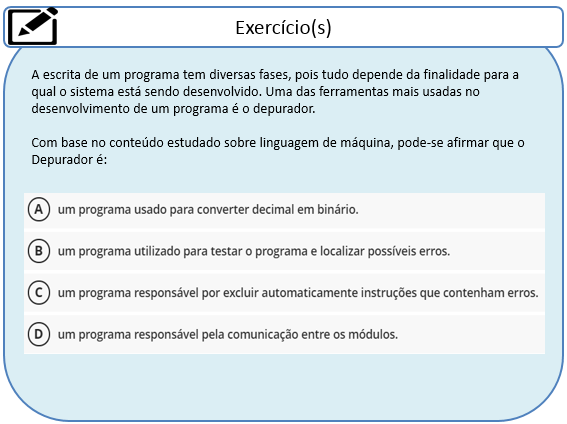 Exercício(s)
A escrita de um programa tem diversas fases, pois tudo depende da finalidade para a
qual o sistema está sendo desenvolvido. Uma das ferramentas mais usadas no
desenvolvimento de um programa é o depurador.
Com base no conteúdo estudado sobre linguagem de máquina, pode-se afirmar que o
Depurador é:
A um programa usado para converter decimal em binário.
B um programa utilizado para testar o programa e localizar possíveis erros.
C um programa responsável por excluir automaticamente instruções que contenham erros.
D um programa responsável pela comunicação entre os módulos.